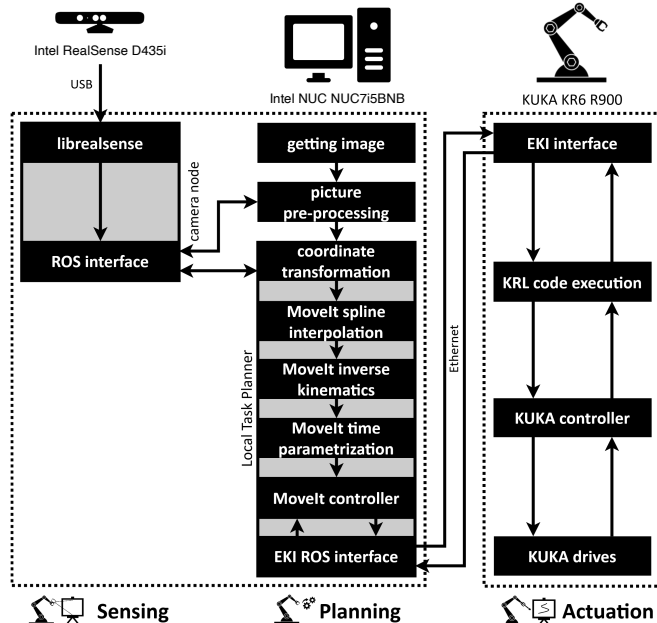 Intel RealSense D435i
USB
librealsense
camera node
ROS interface
Intel NUC NUC7i5BNB
getting image
picture
pre-processing
coordinate
transformation
MoveIt spline
interpolation
MoveIt inverse
kinematics
MoveIt time
parametrization
MoveIt controller
EKI ROS interface
Local Task Planner
Ethernet
KUKA KR6 R900
EKI interface
KRL code execution
KUKA controller
KUKA drives
Sensing
Planning
Actuation